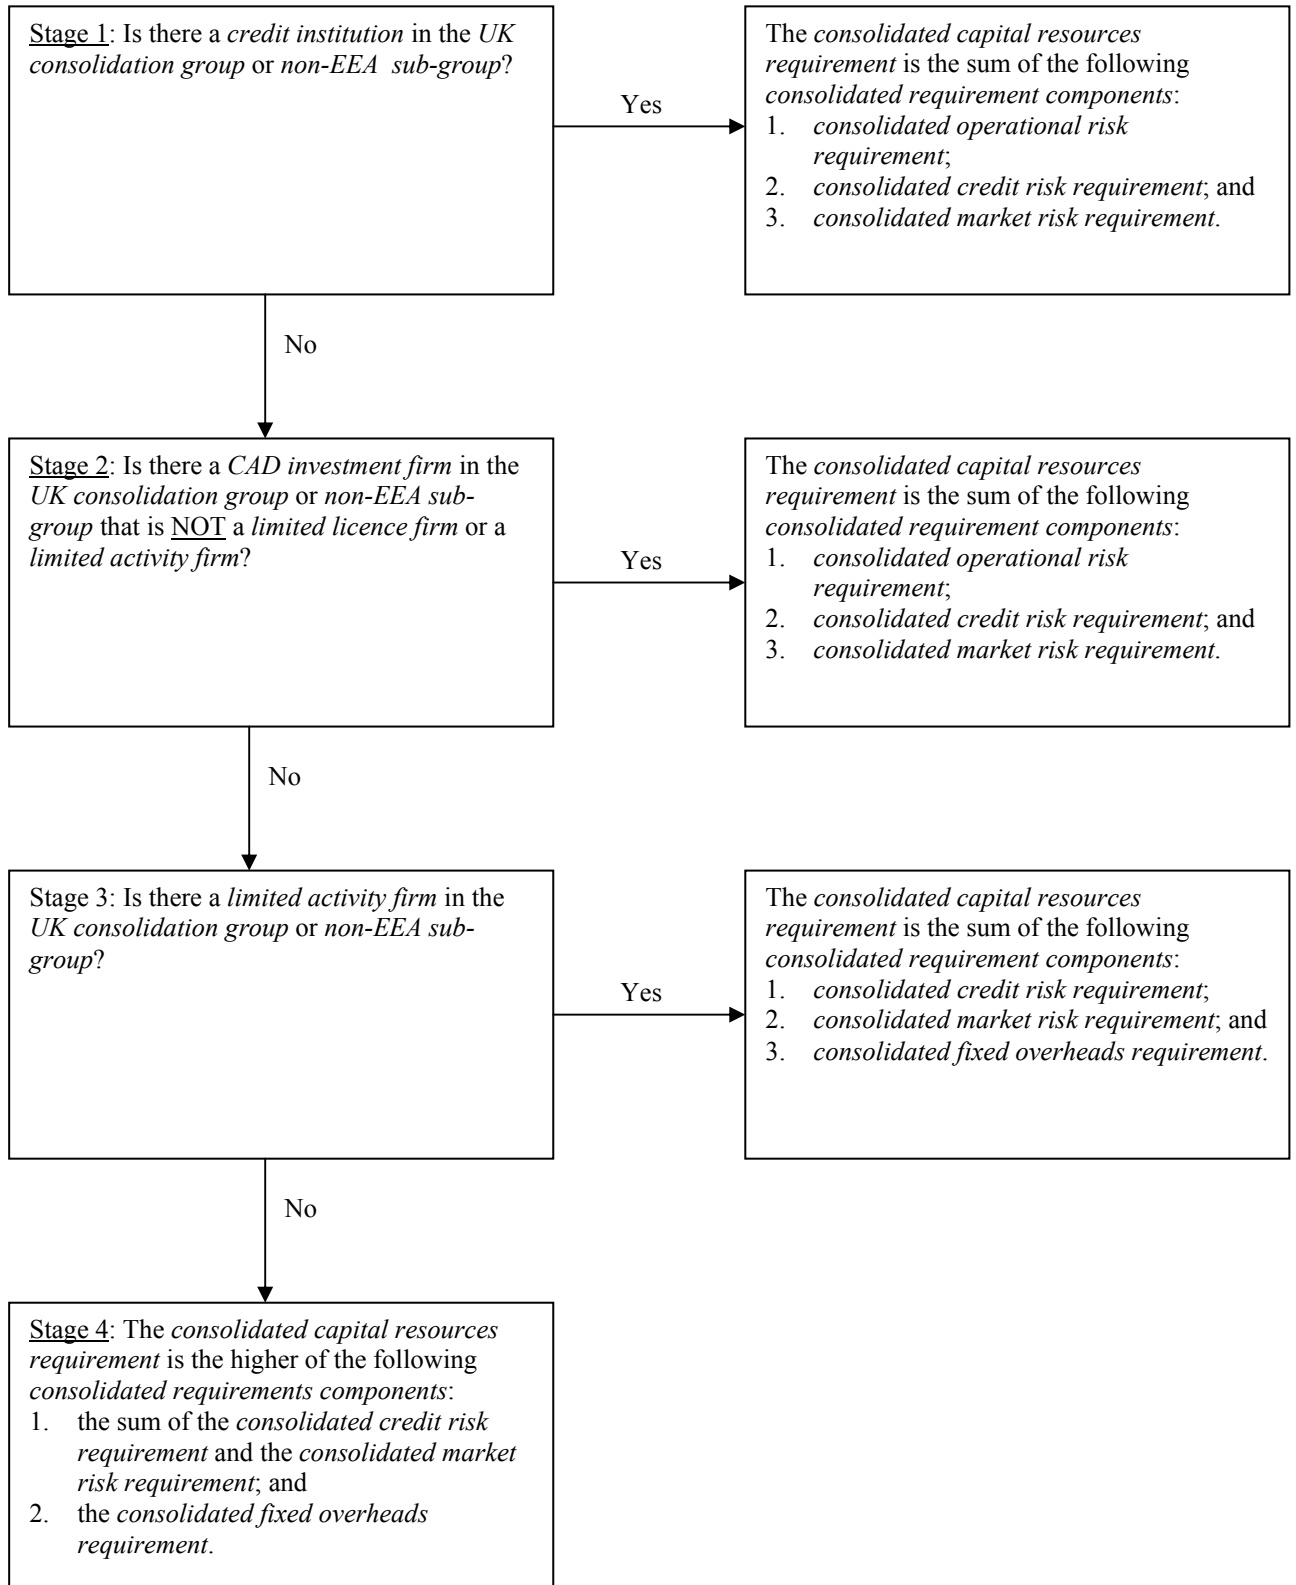 Stage 1: Is there a credit institution in the UK
consolidation group or non-EEA sub-group?
Yes
The consolidated capital resources
requirement is the sum of the following
consolidated requirement components:
1. consolidated operational risk
requirement;
2. consolidated credit risk requirement; and
3. consolidated market risk requirement.
No
Stage 2: Is there a CAD investment firm in the
UK consolidation group or non-EEA sub-
group that is NOT a limited licence firm or a
limited activity firm?
Yes
The consolidated capital resources
requirement is the sum of the following
consolidated requirement components:
1. consolidated operational risk
requirement;
2. consolidated credit risk requirement; and
3. consolidated market risk requirement.
No
Stage 3: Is there a limited activity firm in the
UK consolidation group or non-EEA sub-
group?
Yes
The consolidated capital resources
requirement is the sum of the following
consolidated requirement components:
1. consolidated credit risk requirement;
2. consolidated market risk requirement; and
3. consolidated fixed overheads requirement.
No
Stage 4: The consolidated capital resources
requirement is the higher of the following
consolidated requirements components:
1. the sum of the consolidated credit risk
requirement and the consolidated market
risk requirement; and
2. the consolidated fixed overheads
requirement.